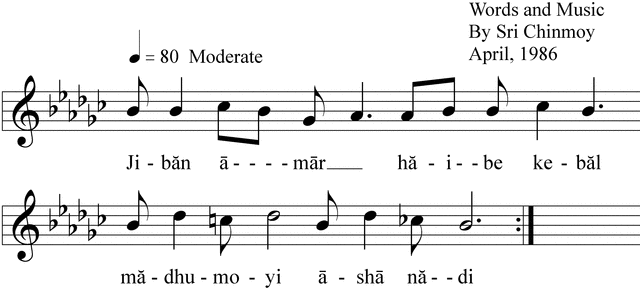 Words and Music
By Sri Chinmoy
April, 1986
♩ = 80 Moderate
Ji - băn ā - - - - mār____ hă - i - - be ke - băl
mă - dhu - mo - yi ā - shā nă - - di